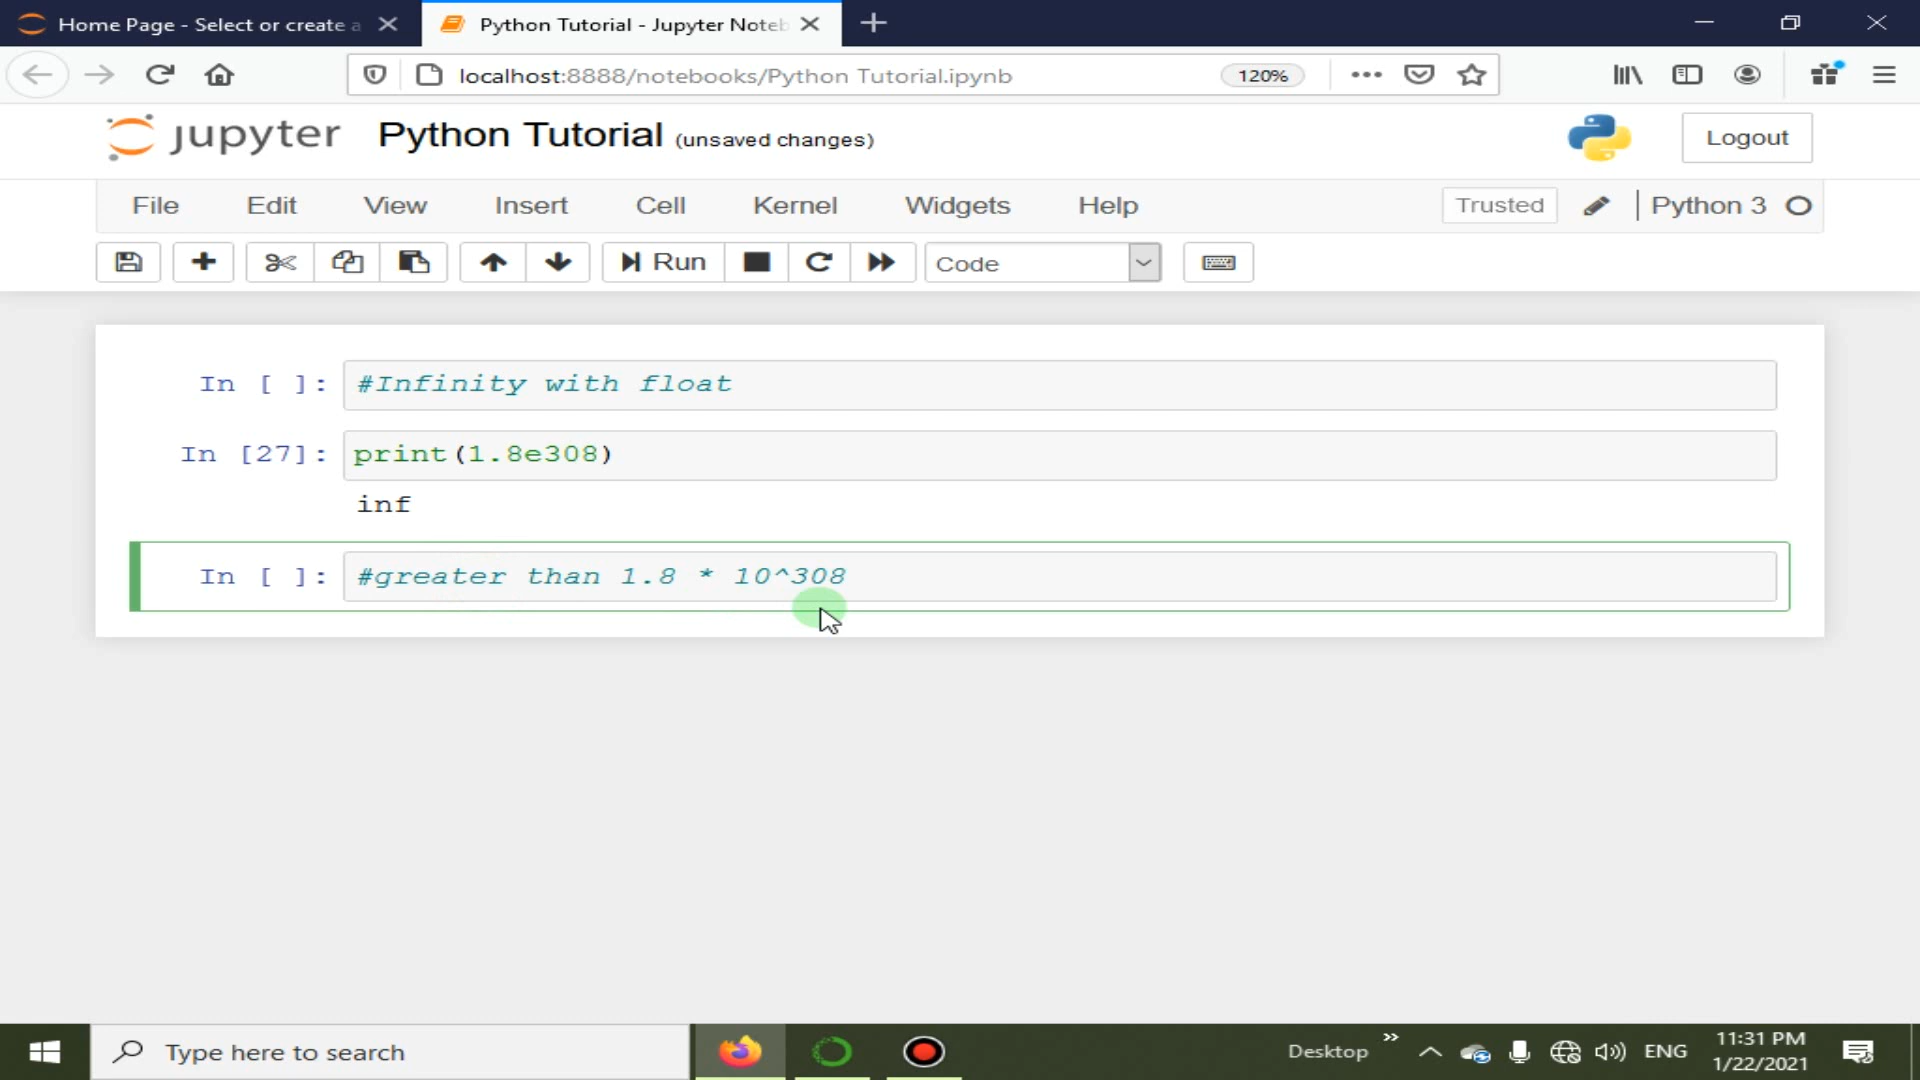 Home Page - Select or create a
Python Tutorial - Jupyter Noteb
localhost:8888/notebooks/Python Tutorial.ipynb
120%
jupyter Python Tutorial (unsaved changes)
Logout
File Edit View Insert Cell Kernel Widgets Help
Trusted
Python 3
Run
Code
In [ ]: #Infinity with float
In [27]: print(1.8e308)
inf
In [ ]: #greater than 1.8 * 10^308
Type here to search
Desktop
ENG
11:31 PM
1/22/2021